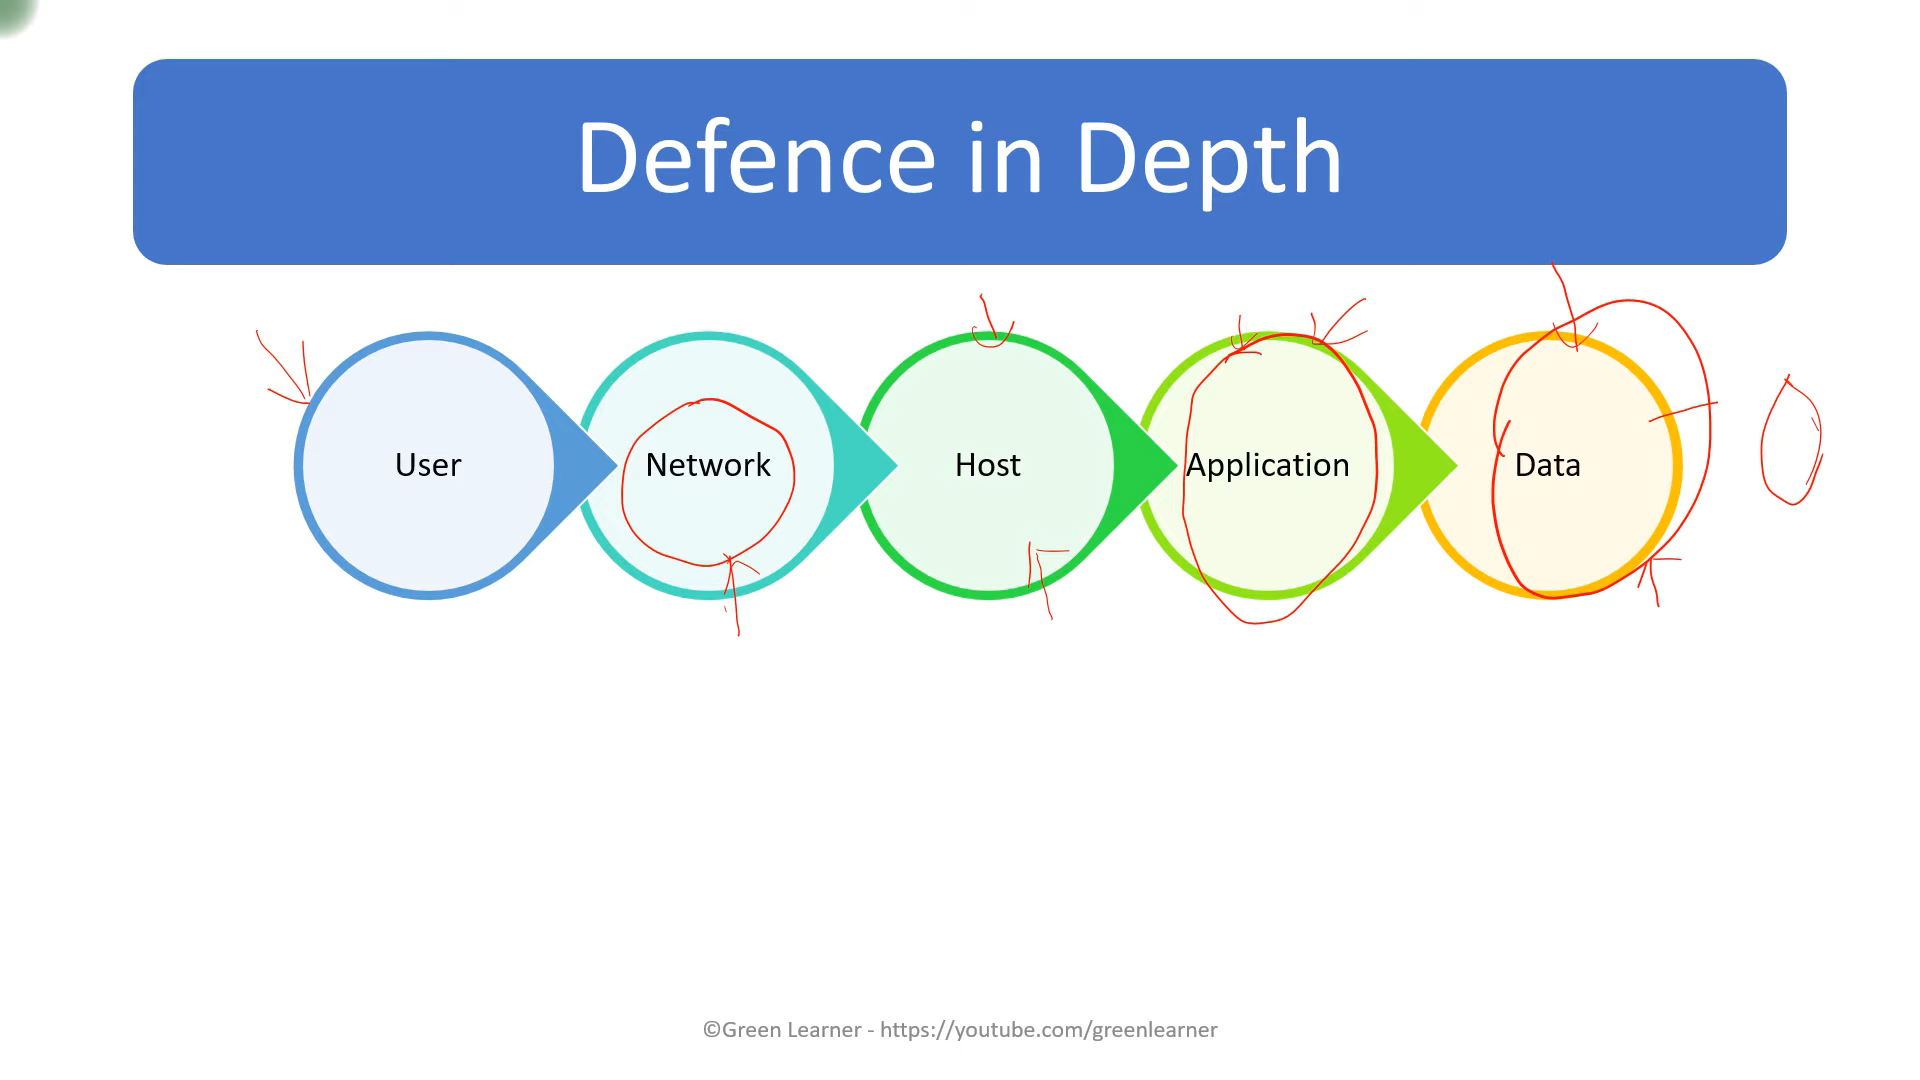 Defence in Depth
User
Network
Host
Application
Data
©Green Learner - https://youtube.com/greenlearner